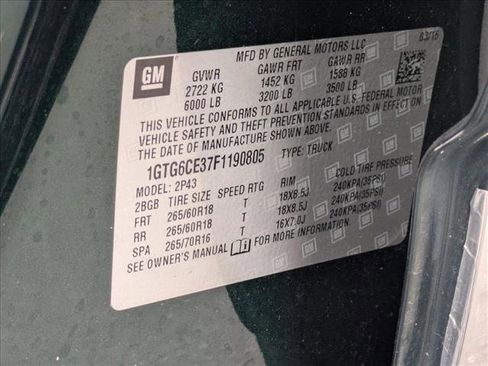 MFD BY GENERAL MOTORS LLC 03/16
GM GVWR GAWR FRT GAWR RR
2722 KG 1452 KG 1588 KG
6000 LB 3200 LB 3500 LB
THIS VEHICLE CONFORMS TO ALL APPLICABLE U.S. FEDERAL MOTOR
VEHICLE SAFETY AND THEFT PREVENTION STANDARDS IN EFFECT ON
THE DATE OF MANUFACTURE SHOWN ABOVE.
1GTG6CE37F1190805 TYPE: TRUCK
MODEL: 2P43 COLD TIRE PRESSURE
2BGB TIRE SIZE SPEED RTG RIM
FRT 265/60R18 T 18X8.5J 240KPA(35PSI)
RR 265/60R18 T 18X8.5J 240KPA(35PSI)
SPA 265/70R16 T 16X7.0J 240KPA(35PSI)
SEE OWNER'S MANUAL FOR MORE INFORMATION.